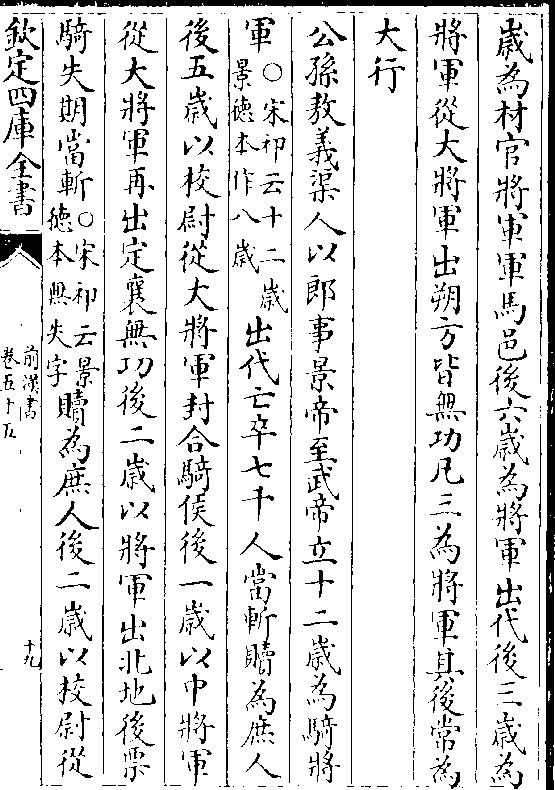 歲為材官將軍軍馬邑後六歲為將軍出代後三歲為
將軍從大將軍出朔方皆無功凡三為將軍其後常為
大行
公孫敖義渠人以郎事景帝至武帝立十二歲為騎將
軍○宋祁云十二歲景德本作八歲出代亡卒七千人當斬贖為庶人
後五歲以校尉從大將軍封合騎侯後一歲以中將軍
從大將軍再出定襄無功後二歲以將軍出北地後票
騎失期當斬○宋祁云景德本無失字贖為庶人後二歲以校尉從
欽定四庫全書
前漢書
卷五十五
十九